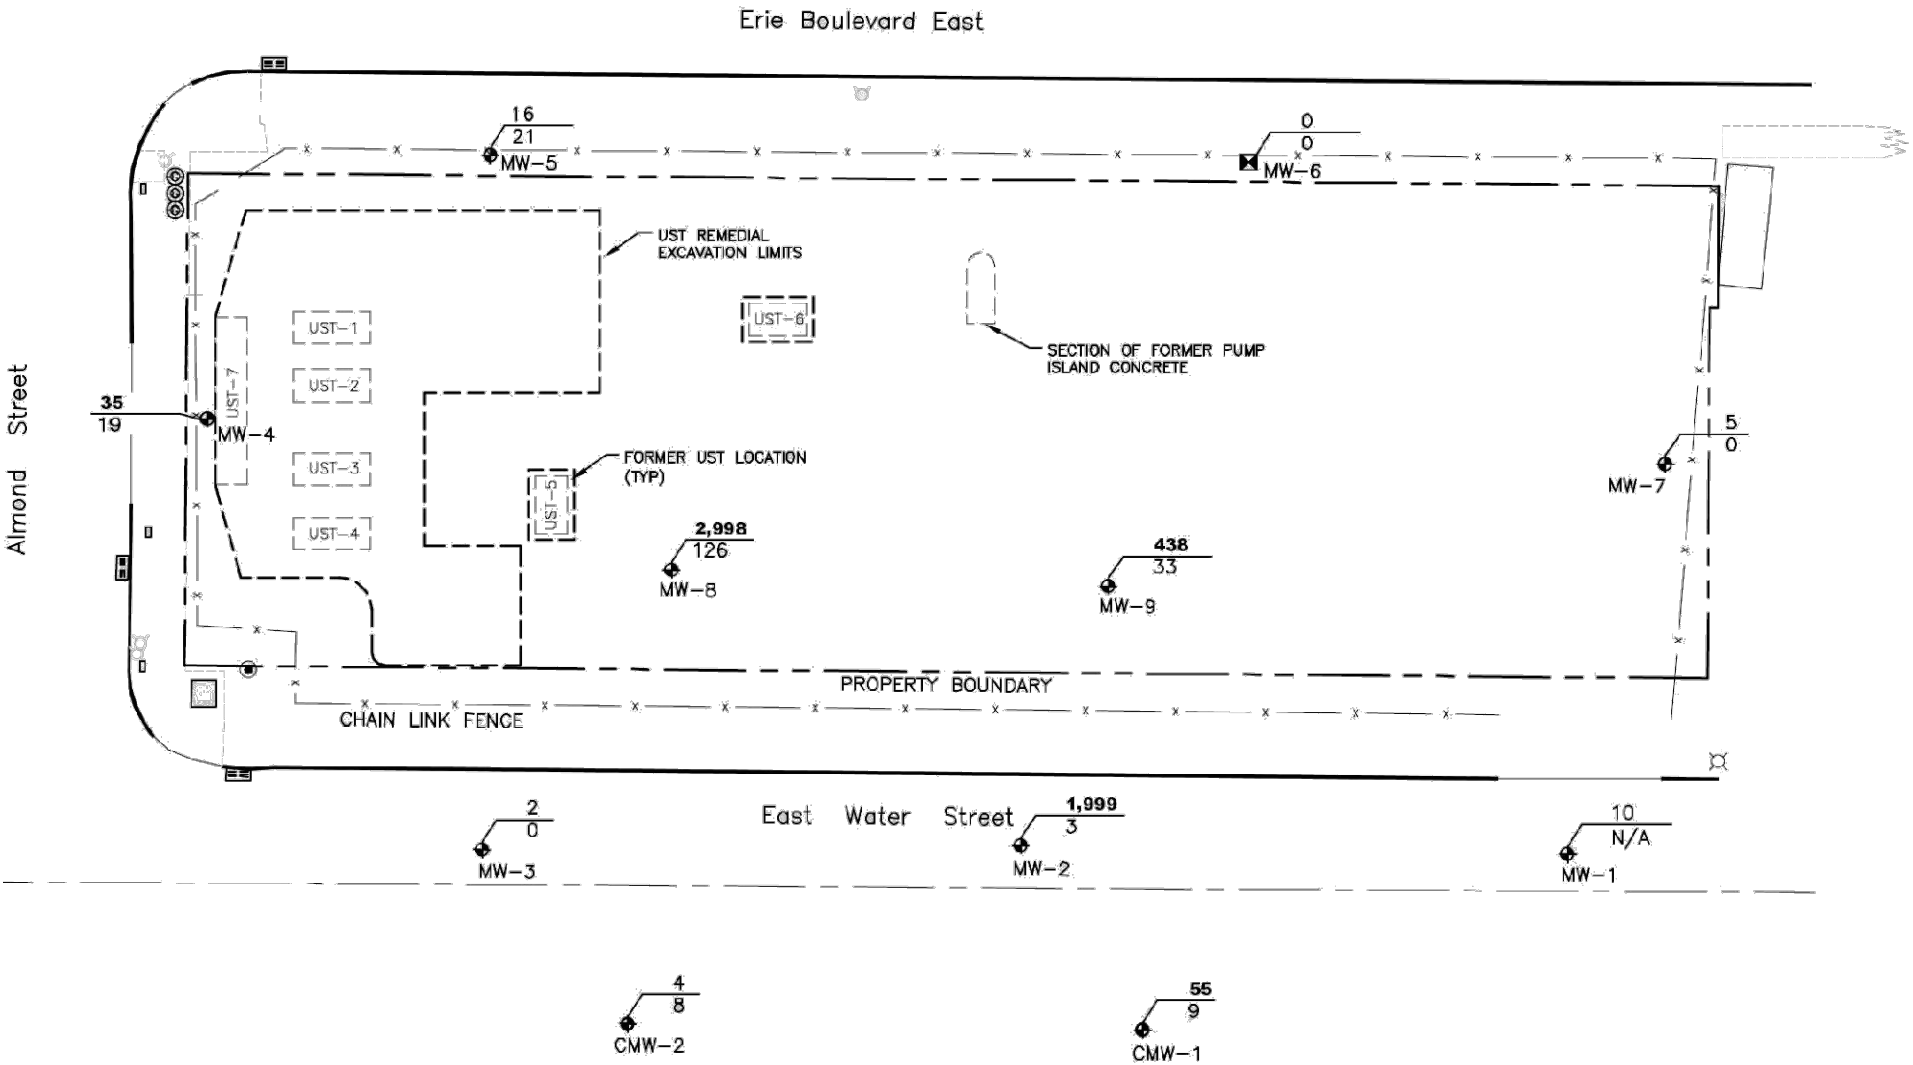 Erie Boulevard East
16
21
MW-5
0
0
MW-6
UST REMEDIAL
EXCAVATION LIMITS
UST-1
UST-6
SECTION OF FORMER PUMP
ISLAND CONCRETE
UST-2
UST-7
Almond Street
35
19
MW-4
5
0
MW-7
UST-3
FORMER UST LOCATION
(TYP)
UST-5
UST-4
2,998
126
MW-8
438
33
MW-9
PROPERTY BOUNDARY
CHAIN LINK FENCE
2
0
MW-3
East Water Street
1,999
3
MW-2
10
N/A
MW-1
4
8
CMW-2
55
9
CMW-1